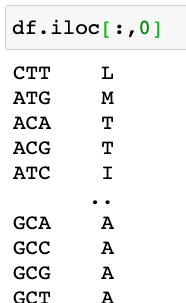 df.iloc[:,0]
CTT L
ATG M
ACA T
ACG T
ATC I
..
GCA A
GCC A
GCG A
GCT A